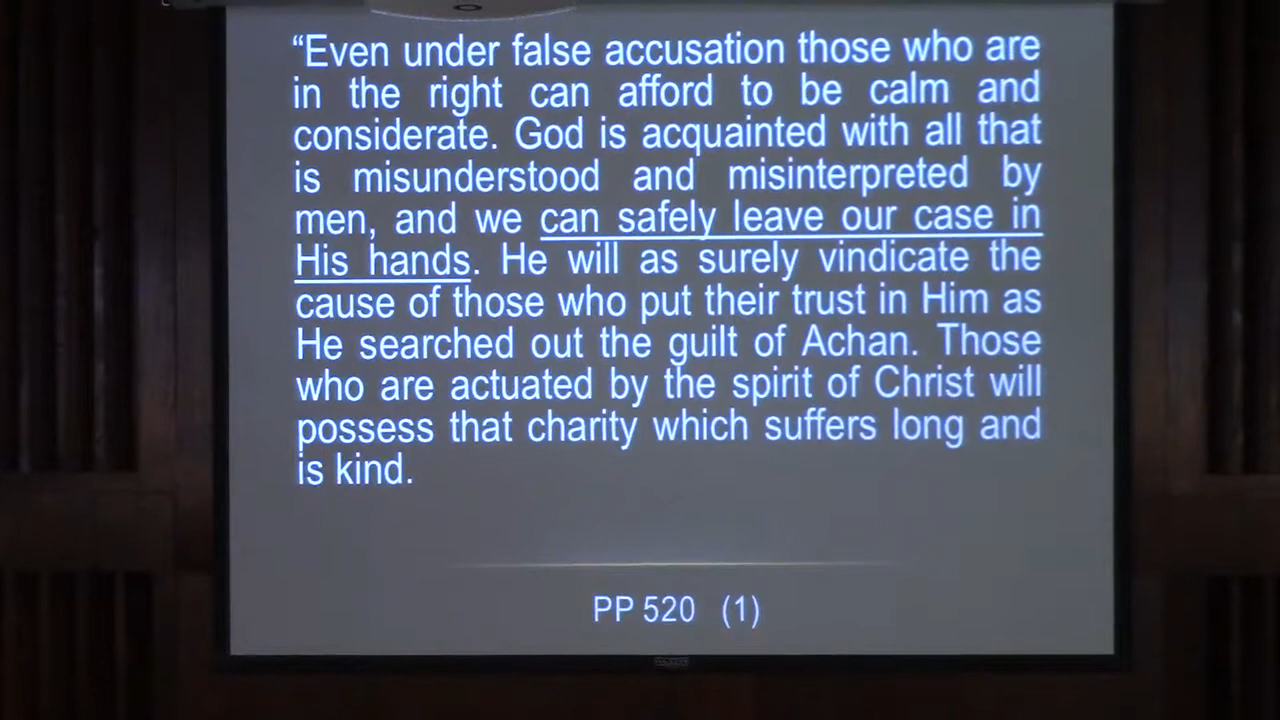 “Even under false accusation those who are
in the right can afford to be calm and
considerate. God is acquainted with all that
is misunderstood and misinterpreted by
men, and we can safely leave our case in
His hands. He will as surely vindicate the
cause of those who put their trust in Him as
He searched out the guilt of Achan. Those
who are actuated by the spirit of Christ will
possess that charity which suffers long and
is kind.
PP 520 (1)